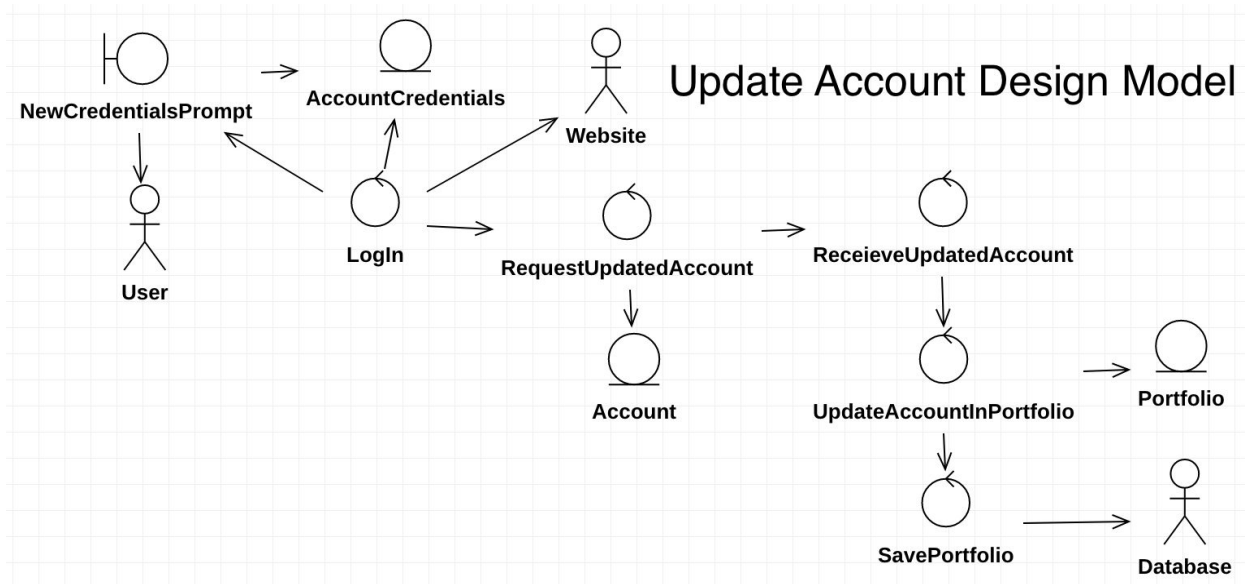 Update Account Design Model
NewCredentialsPrompt
AccountCredentials
Website
User
LogIn
RequestUpdatedAccount
ReceieveUpdatedAccount
Account
UpdateAccountInPortfolio
Portfolio
SavePortfolio
Database